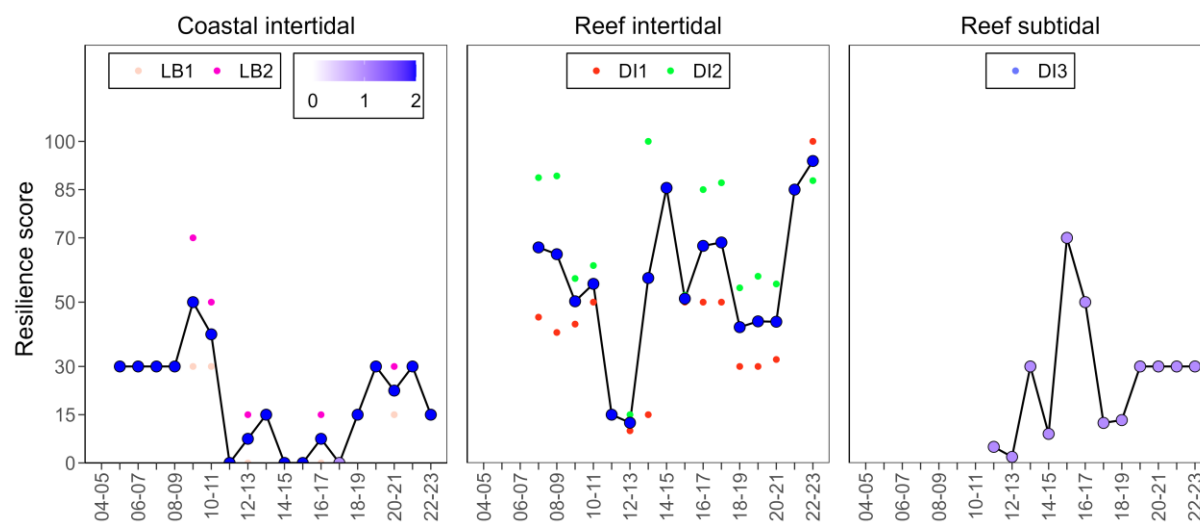 Coastal intertidal
Reef intertidal
Reef subtidal
LB1 LB2
0 1 2
DI1 DI2
DI3
Resilience score
100
85
70
50
30
15
0
04-05 06-07 08-09 10-11 12-13 14-15 16-17 18-19 20-21 22-23
04-05 06-07 08-09 10-11 12-13 14-15 16-17 18-19 20-21 22-23
04-05 06-07 08-09 10-11 12-13 14-15 16-17 18-19 20-21 22-23